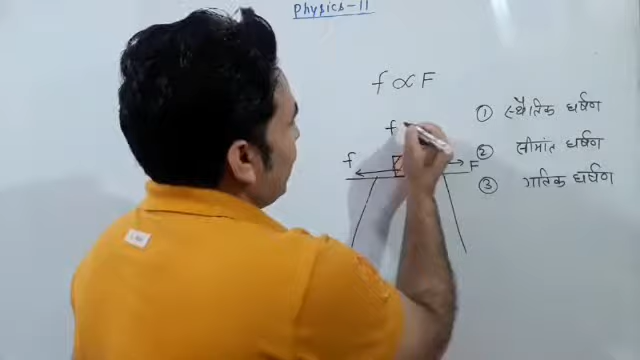 Physics-11
f ∝ F
① स्थैतिक घर्षण
f
② सीमांत घर्षण
f
F
③ गतिक घर्षण